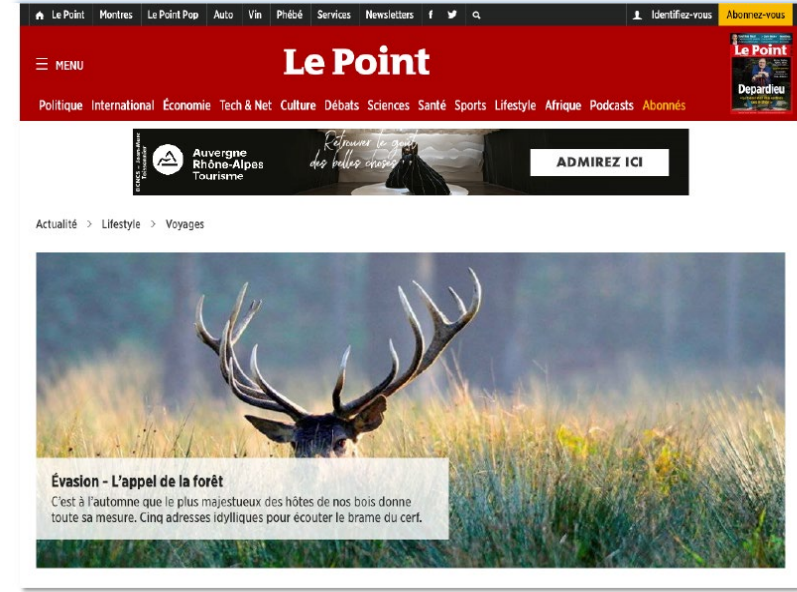 Le Point Montres Le Point Pop Auto Vin Phébé Services Newsletters f Identifiez-vous Abonnez-vous
MENU
Le Point
Le Point
Depardieu
Politique International Économie Tech & Net Culture Débats Sciences Santé Sports Lifestyle Afrique Podcasts Abonnés
Auvergne
Rhône-Alpes
Tourisme
Retrouver le goût
des belles choses
ADMIREZ ICI
Actualité > Lifestyle > Voyages
Évasion - L'appel de la forêt
C'est à l'automne que le plus majestueux des hôtes de nos bois donne
toute sa mesure. Cinq adresses idylliques pour écouter le brame du cerf.